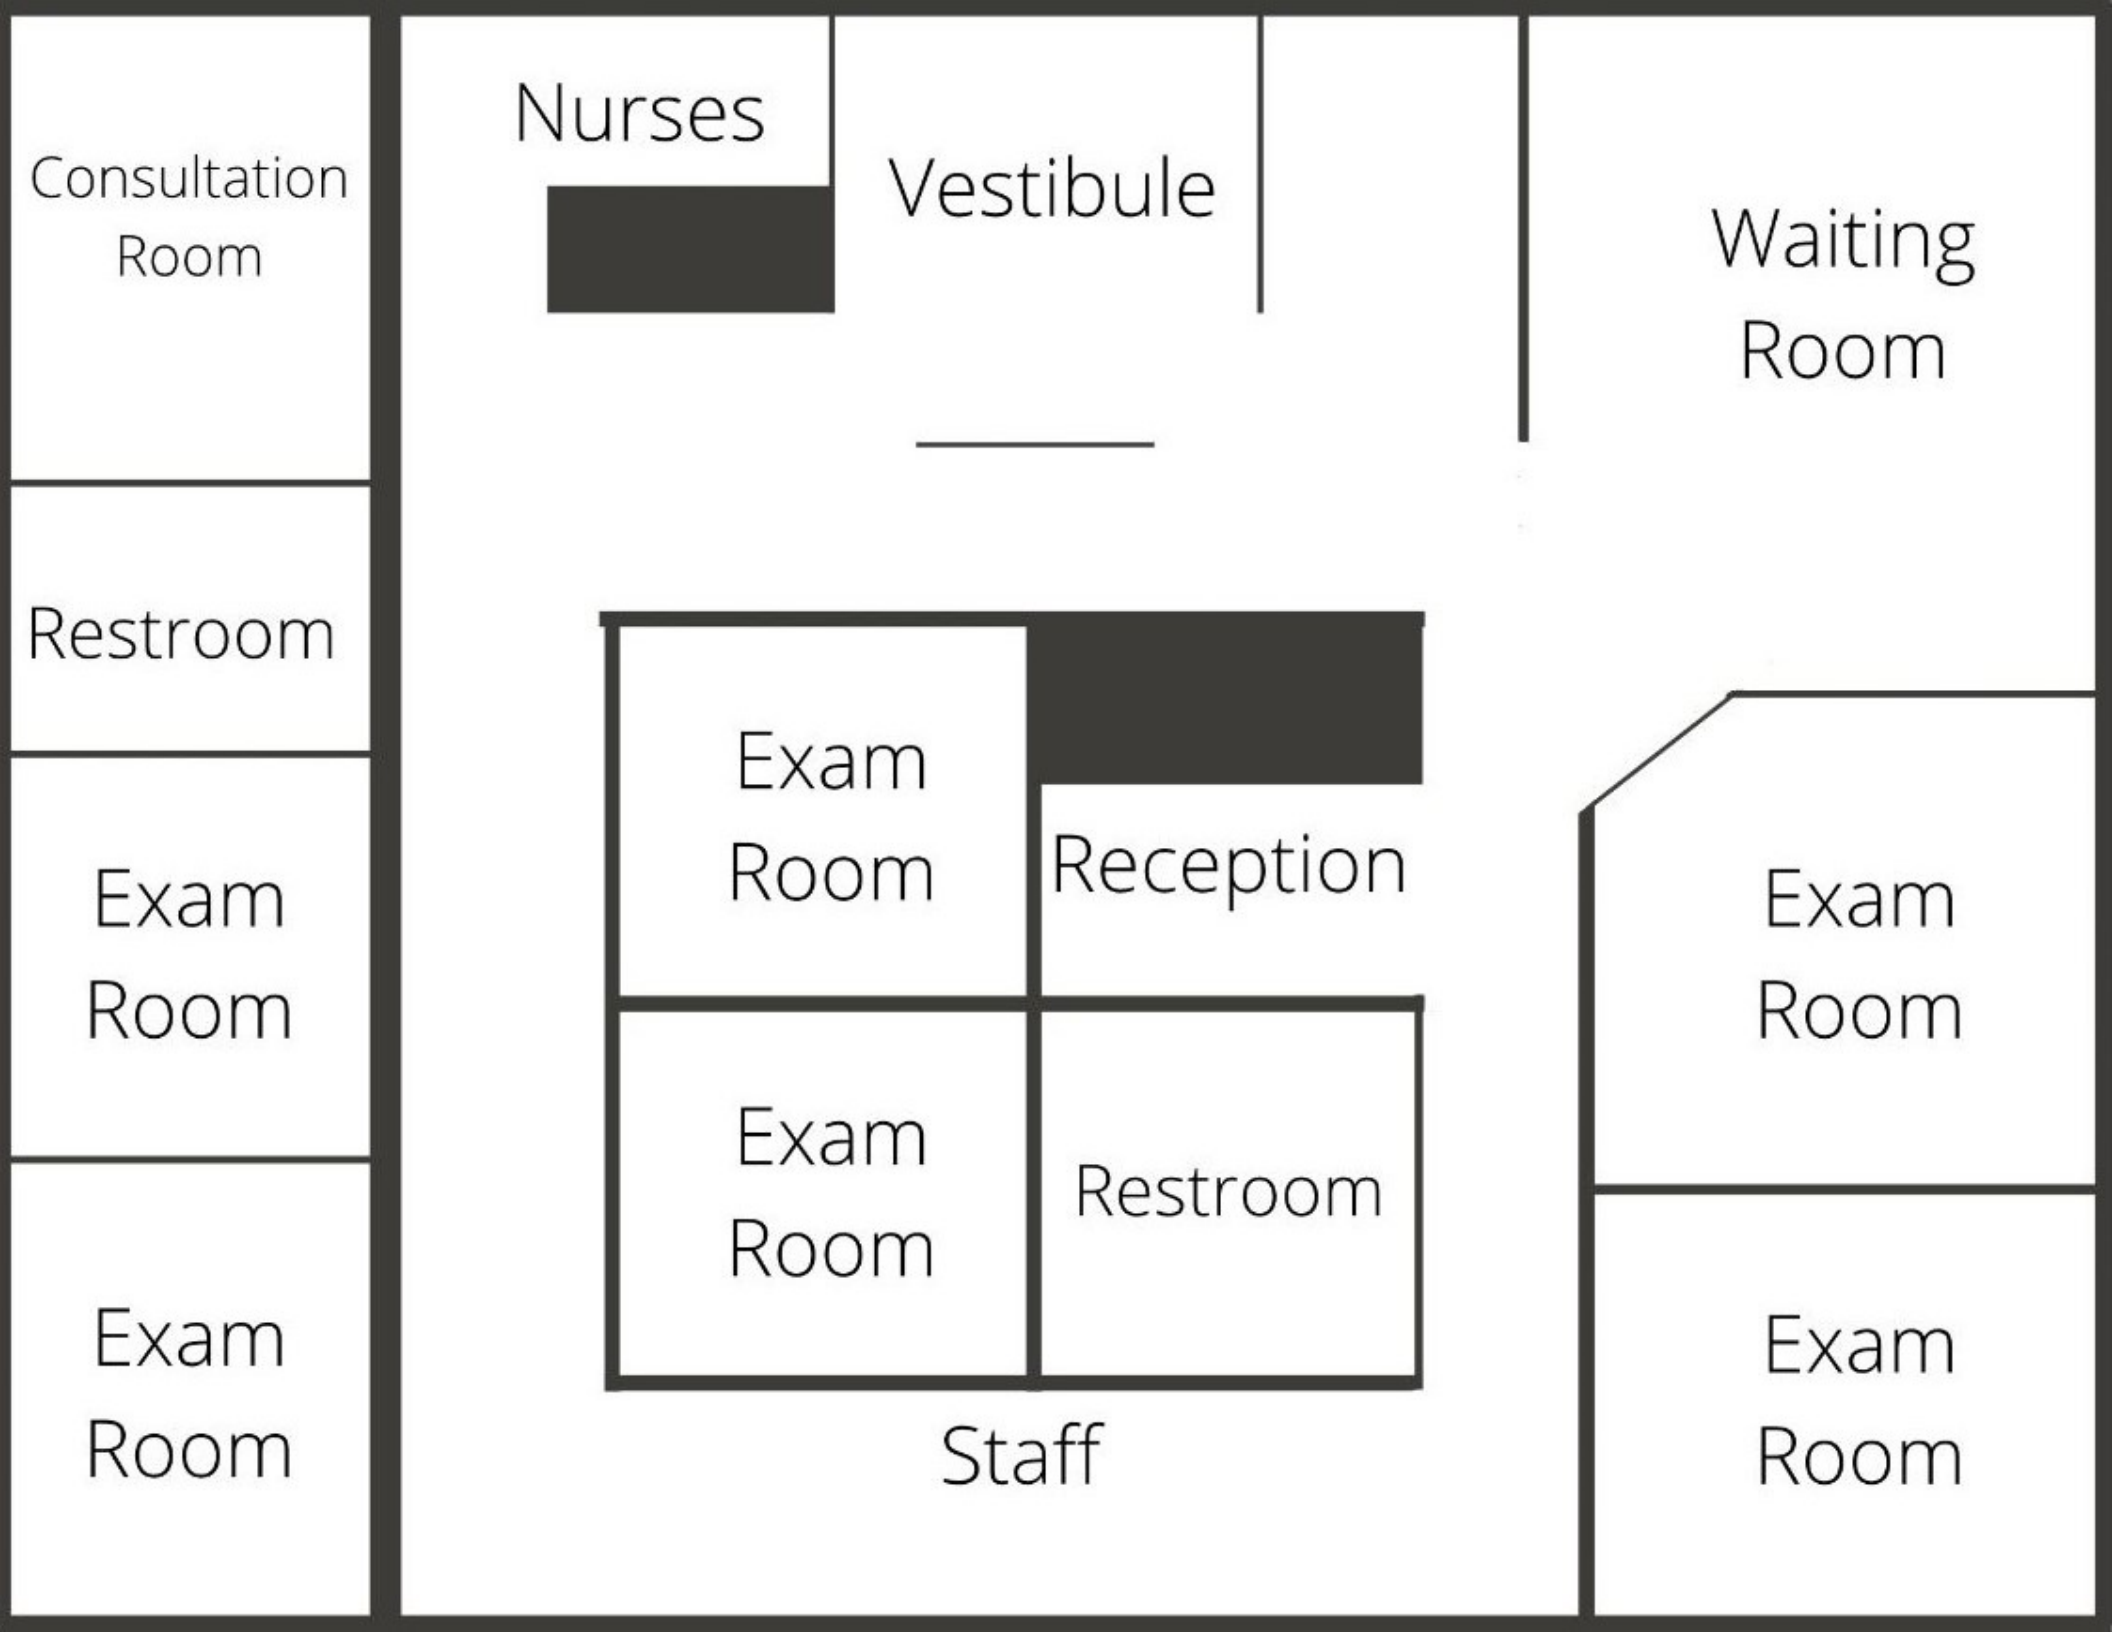 Nurses
Vestibule
Consultation
Room
Waiting
Room
Restroom
Exam
Room
Reception
Exam
Room
Exam
Room
Exam
Room
Restroom
Exam
Room
Exam
Room
Staff